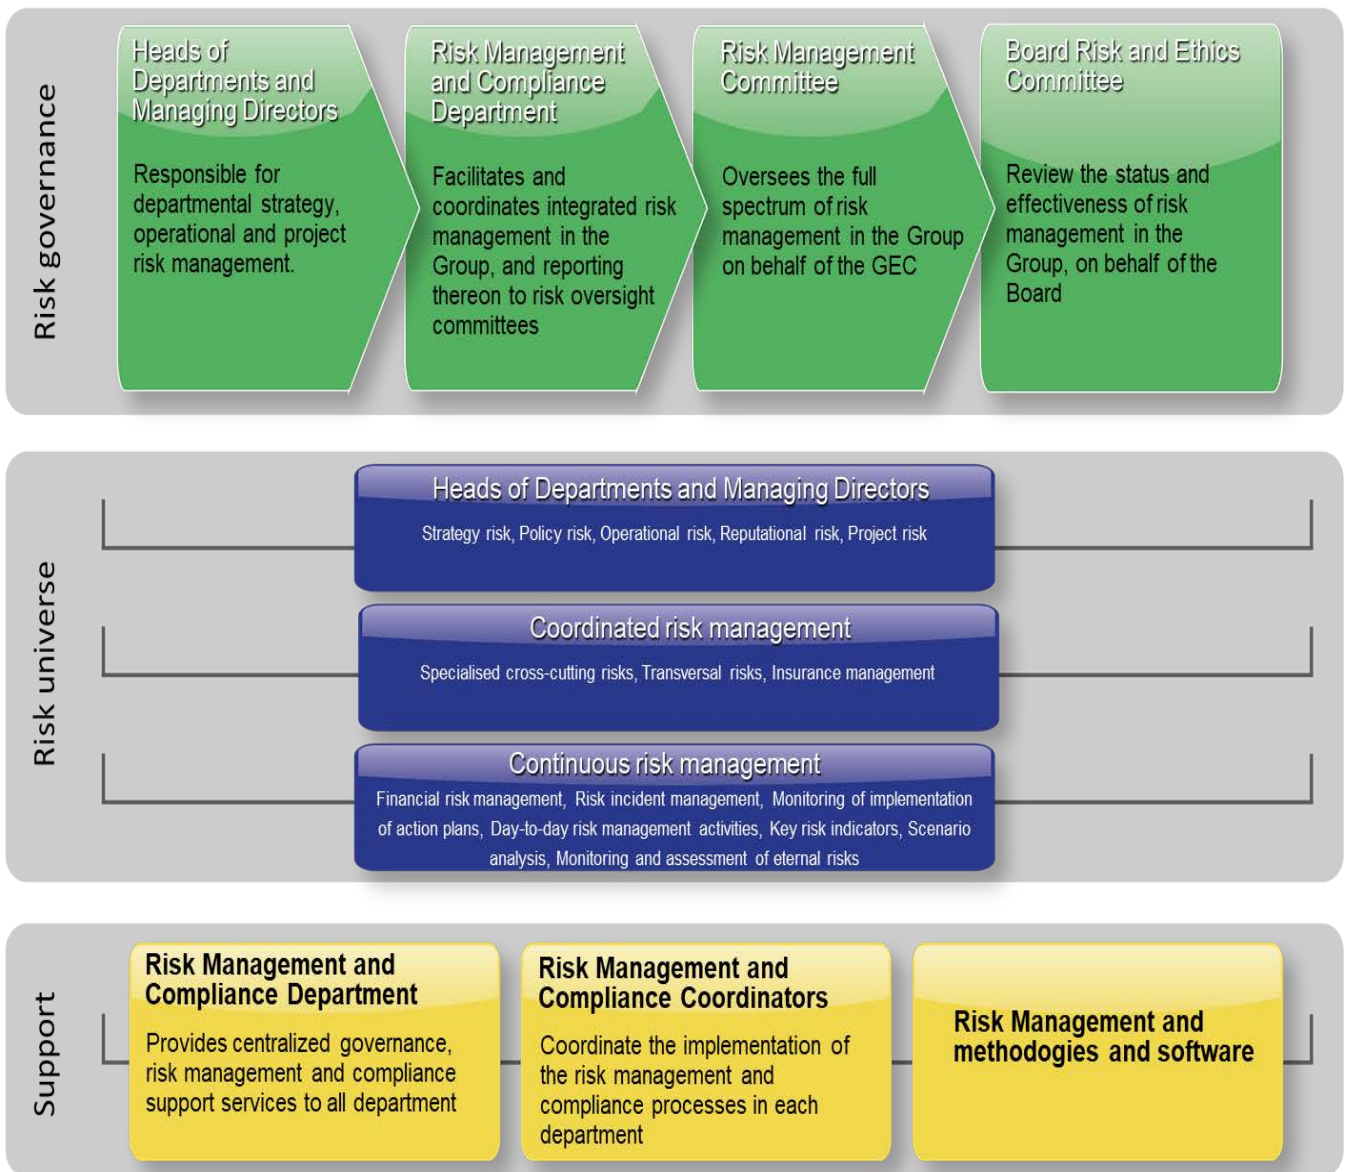 Risk governance
Heads of
Departments and
Managing Directors
Responsible for
departmental strategy,
operational and project
risk management.
Risk Management
and Compliance
Department
Facilitates and
coordinates integrated risk
management in the
Group, and reporting
thereon to risk oversight
committees
Risk Management
Committee
Oversees the full
spectrum of risk
management in the Group
on behalf of the GEC
Board Risk and Ethics
Committee
Review the status and
effectiveness of risk
management in the
Group, on behalf of the
Board
Risk universe
Heads of Departments and Managing Directors
Strategy risk, Policy risk, Operational risk, Reputational risk, Project risk
Coordinated risk management
Specialised cross-cutting risks, Transversal risks, Insurance management
Continuous risk management
Financial risk management, Risk incident management, Monitoring of implementation
of action plans, Day-to-day risk management activities, Key risk indicators, Scenario
analysis, Monitoring and assessment of eternal risks
Support
Risk Management and
Compliance Department
Provides centralized governance,
risk management and compliance
support services to all department
Risk Management and
Compliance Coordinators
Coordinate the implementation of
the risk management and
compliance processes in each
department
Risk Management and
methodogies and software